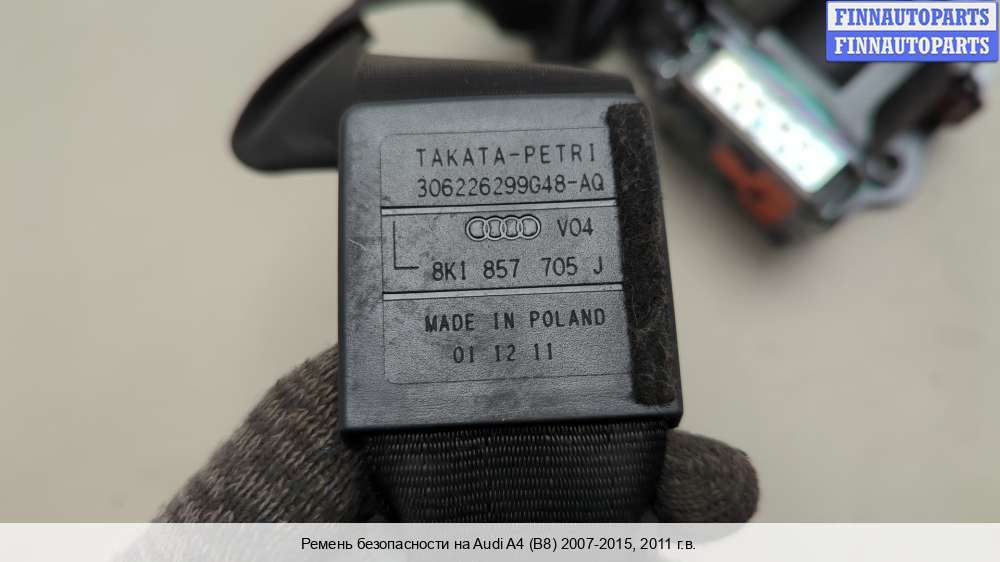 FINNAUTOPARTS
FINNAUTOPARTS
TAKATA-PETRI
306226299G48-AQ
V04
8K1 857 705 J
MADE IN POLAND
01 12 11
Ремень безопасности на Audi A4 (B8) 2007-2015, 2011 г.в.